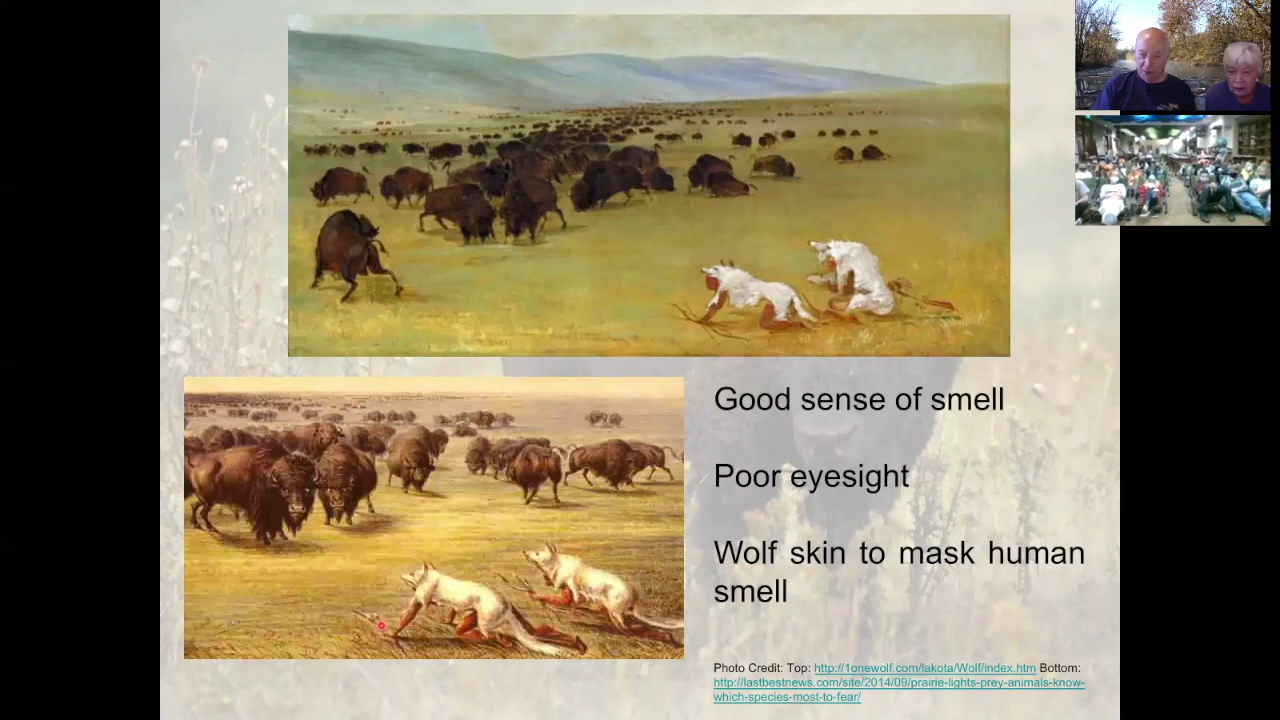 Good sense of smell
Poor eyesight
Wolf skin to mask human
smell
Photo Credit: Top: http://1onewolf.com/lakota/Wolf/index.htm Bottom:
http://lastbestnews.com/site/2014/09/prairie-lights-prey-animals-know-
which-species-most-to-fear/